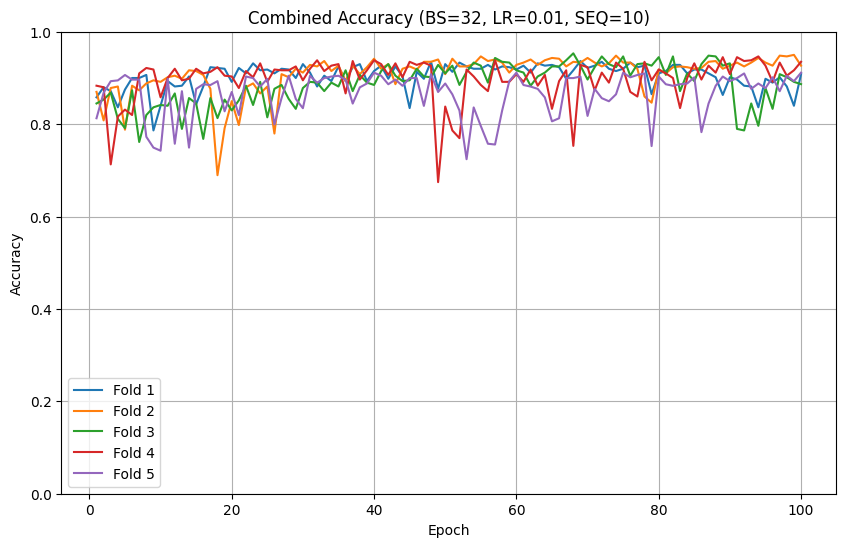 Combined Accuracy (BS=32, LR=0.01, SEQ=10)
1.0
0.8
0.6
0.4
0.2
0.0
Accuracy
Fold 1
Fold 2
Fold 3
Fold 4
Fold 5
0 20 40 60 80 100
Epoch